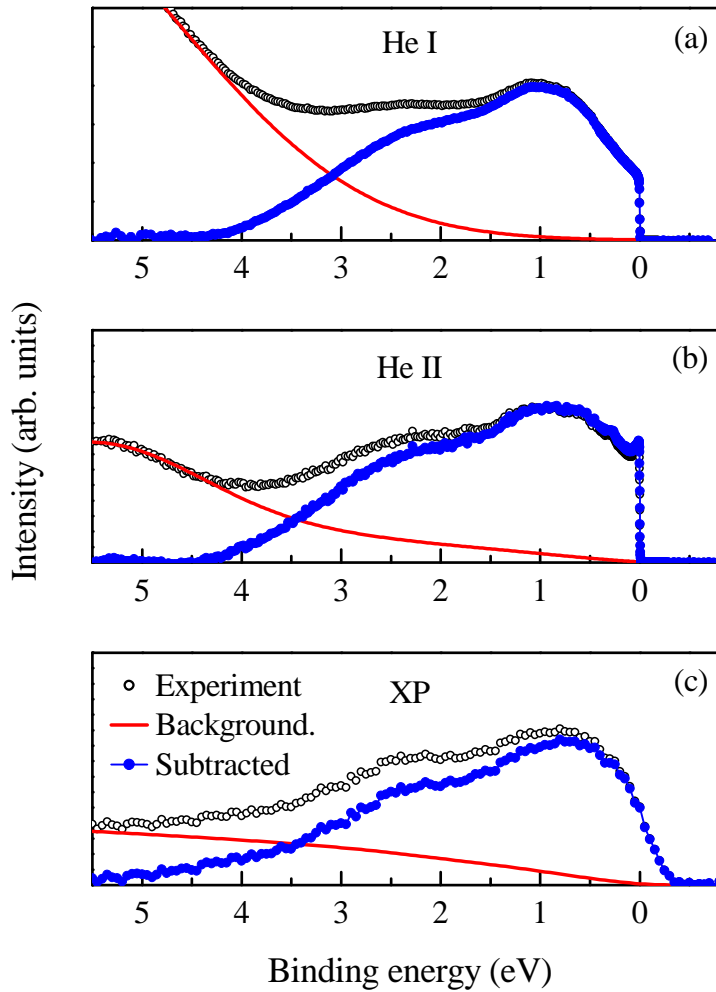 He I
(a)
5 4 3 2 1 0
He II
(b)
5 4 3 2 1 0
Intensity (arb. units)
XP
(c)
Experiment
Background.
Subtracted
5 4 3 2 1 0
Binding energy (eV)